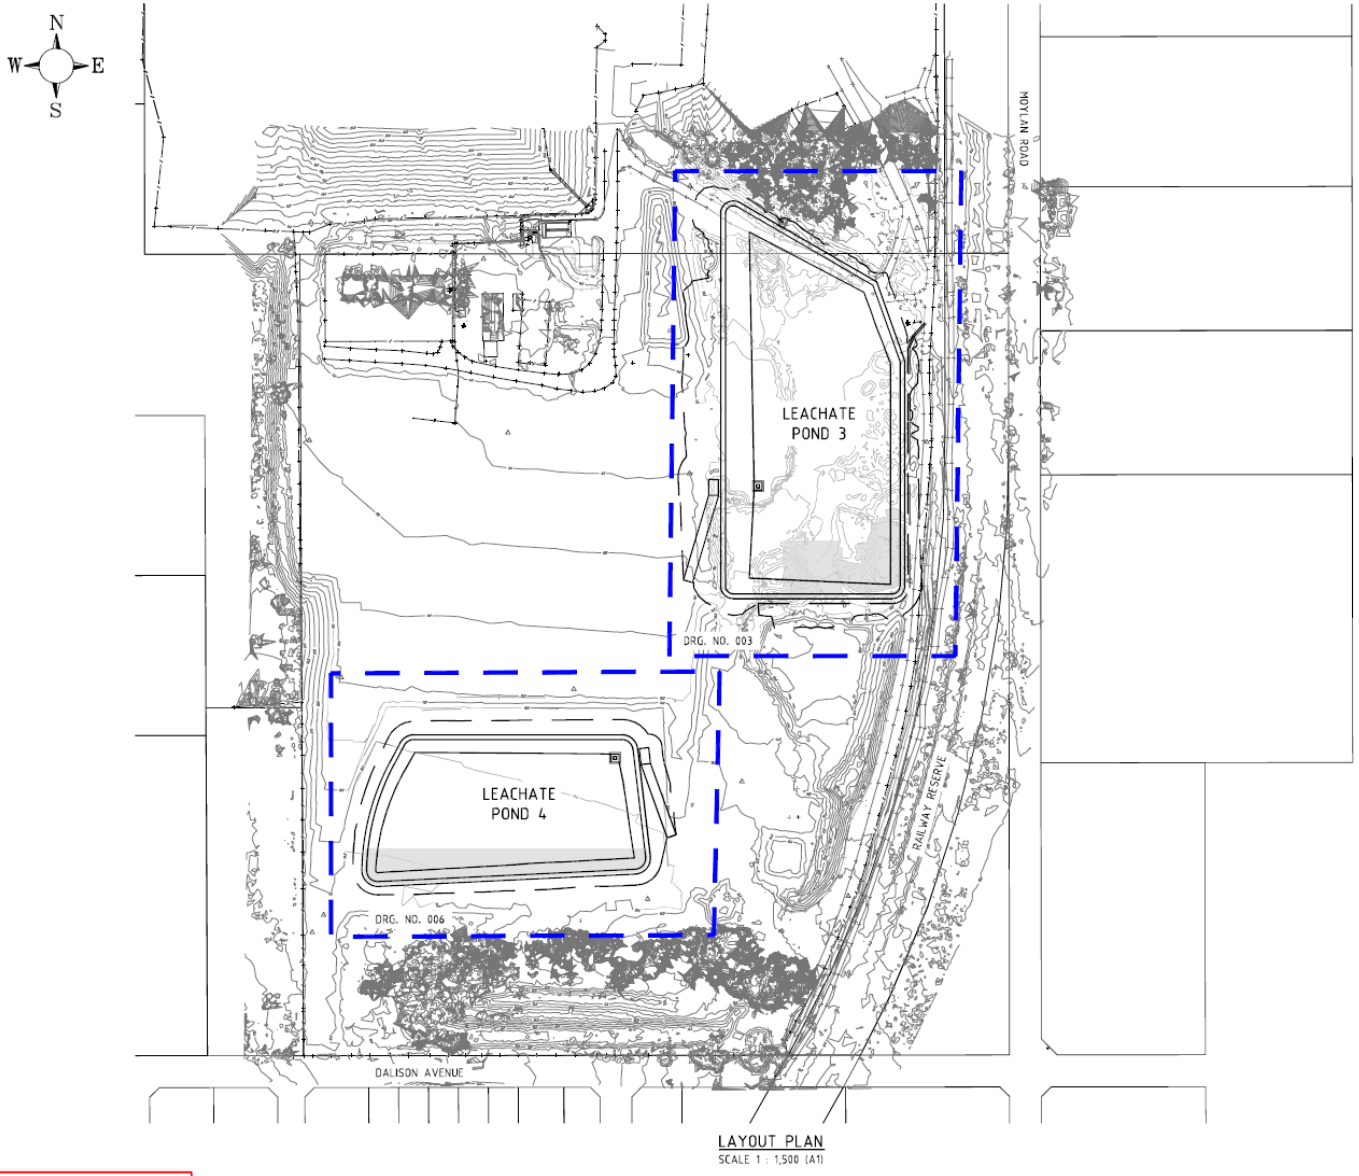 N
W E
S
MOYLAN ROAD
LEACHATE
POND 3
DRG. NO. 003
RAILWAY RESERVE
LEACHATE
POND 4
DRG. NO. 006
DALISON AVENUE
LAYOUT PLAN
SCALE 1 : 1,500 (A1)